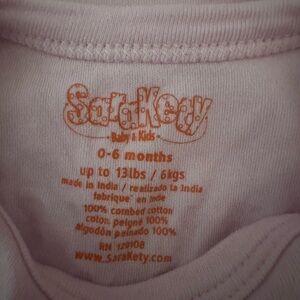 SaraKety
Baby & Kids
0-6 months
up to 13lbs / 6kgs
made in India / realizado la India
fabrique' en Inde
100% combed cotton
coton peigné 100%
algodón peinado 100%
RN 129108
www.SaraKety.com